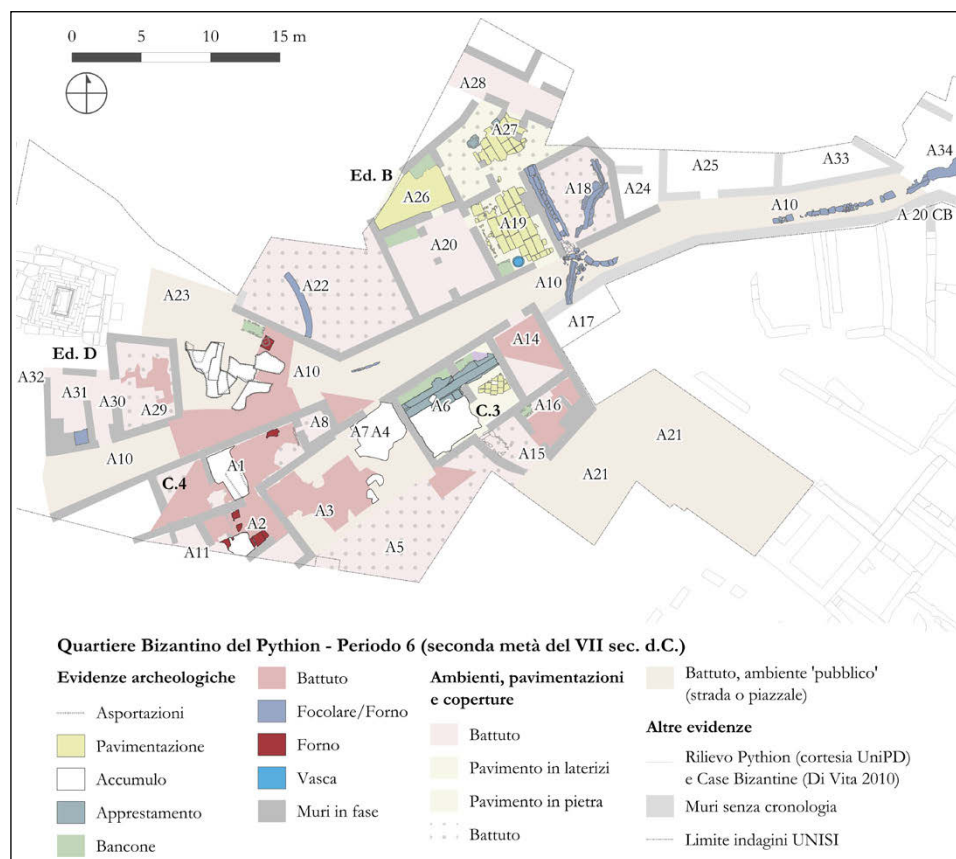 0 5 10 15 m
A28
A27
Ed. B
A26
A18
A24
A25
A33
A34
A19
A10
A 20 CB
A20
A10
A23
A22
A17
Ed. D
A14
A32
A31
A30
A29
A10
A6
C.3
A16
A8
A7 A4
A15
A21
A21
A10
A1
C.4
A3
A2
A5
A11
Quartiere Bizantino del Pythion - Periodo 6 (seconda metà del VII sec. d.C.)
Evidenze archeologiche
Asportazioni
Pavimentazione
Accumulo
Apprestamento
Bancone
Battuto
Focolare/Forno
Forno
Vasca
Muri in fase
Ambienti, pavimentazioni
e coperture
Battuto
Pavimento in laterizi
Pavimento in pietra
Battuto
Battuto, ambiente 'pubblico'
(strada o piazzale)
Altre evidenze
Rilievo Pythion (cortesia UniPD)
e Case Bizantine (Di Vita 2010)
Muri senza cronologia
Limite indagini UNISI